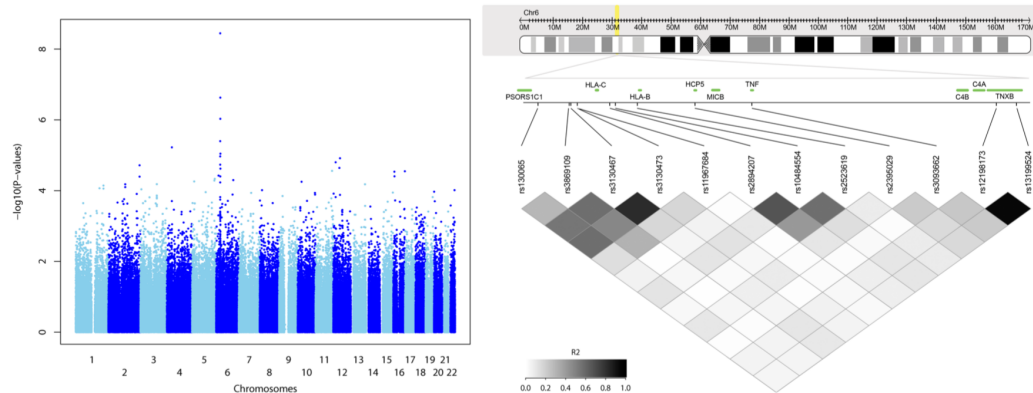 8
6
4
2
0
−log10(P-values)
1 3 5 7 9 11 13 15 17 19 21
2 4 6 8 10 12 14 16 18 20 22
Chromosomes
Chr6
0M 10M 20M 30M 40M 50M 60M 70M 80M 90M 100M 110M 120M 130M 140M 150M 160M 170M
HLA-C HCP5 TNF C4A
PSORS1C1 HLA-B MICB C4B TNXB
rs130065
rs3869109
rs3130467
rs3130473
rs11967684
rs2894207
rs10484554
rs2523619
rs2395029
rs3093662
rs12198173
rs13199524
R2
0.0 0.2 0.4 0.6 0.8 1.0